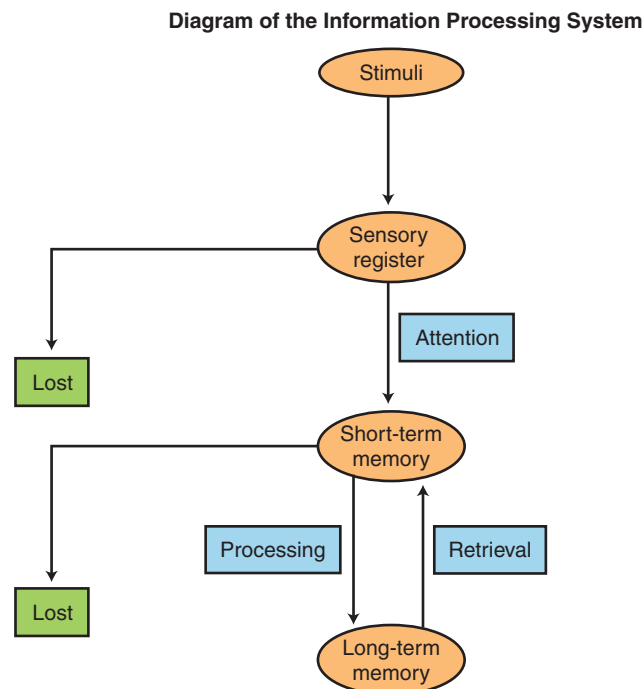 Diagram of the Information Processing System
Stimuli
Sensory
register
Attention
Lost
Short-term
memory
Processing
Retrieval
Lost
Long-term
memory